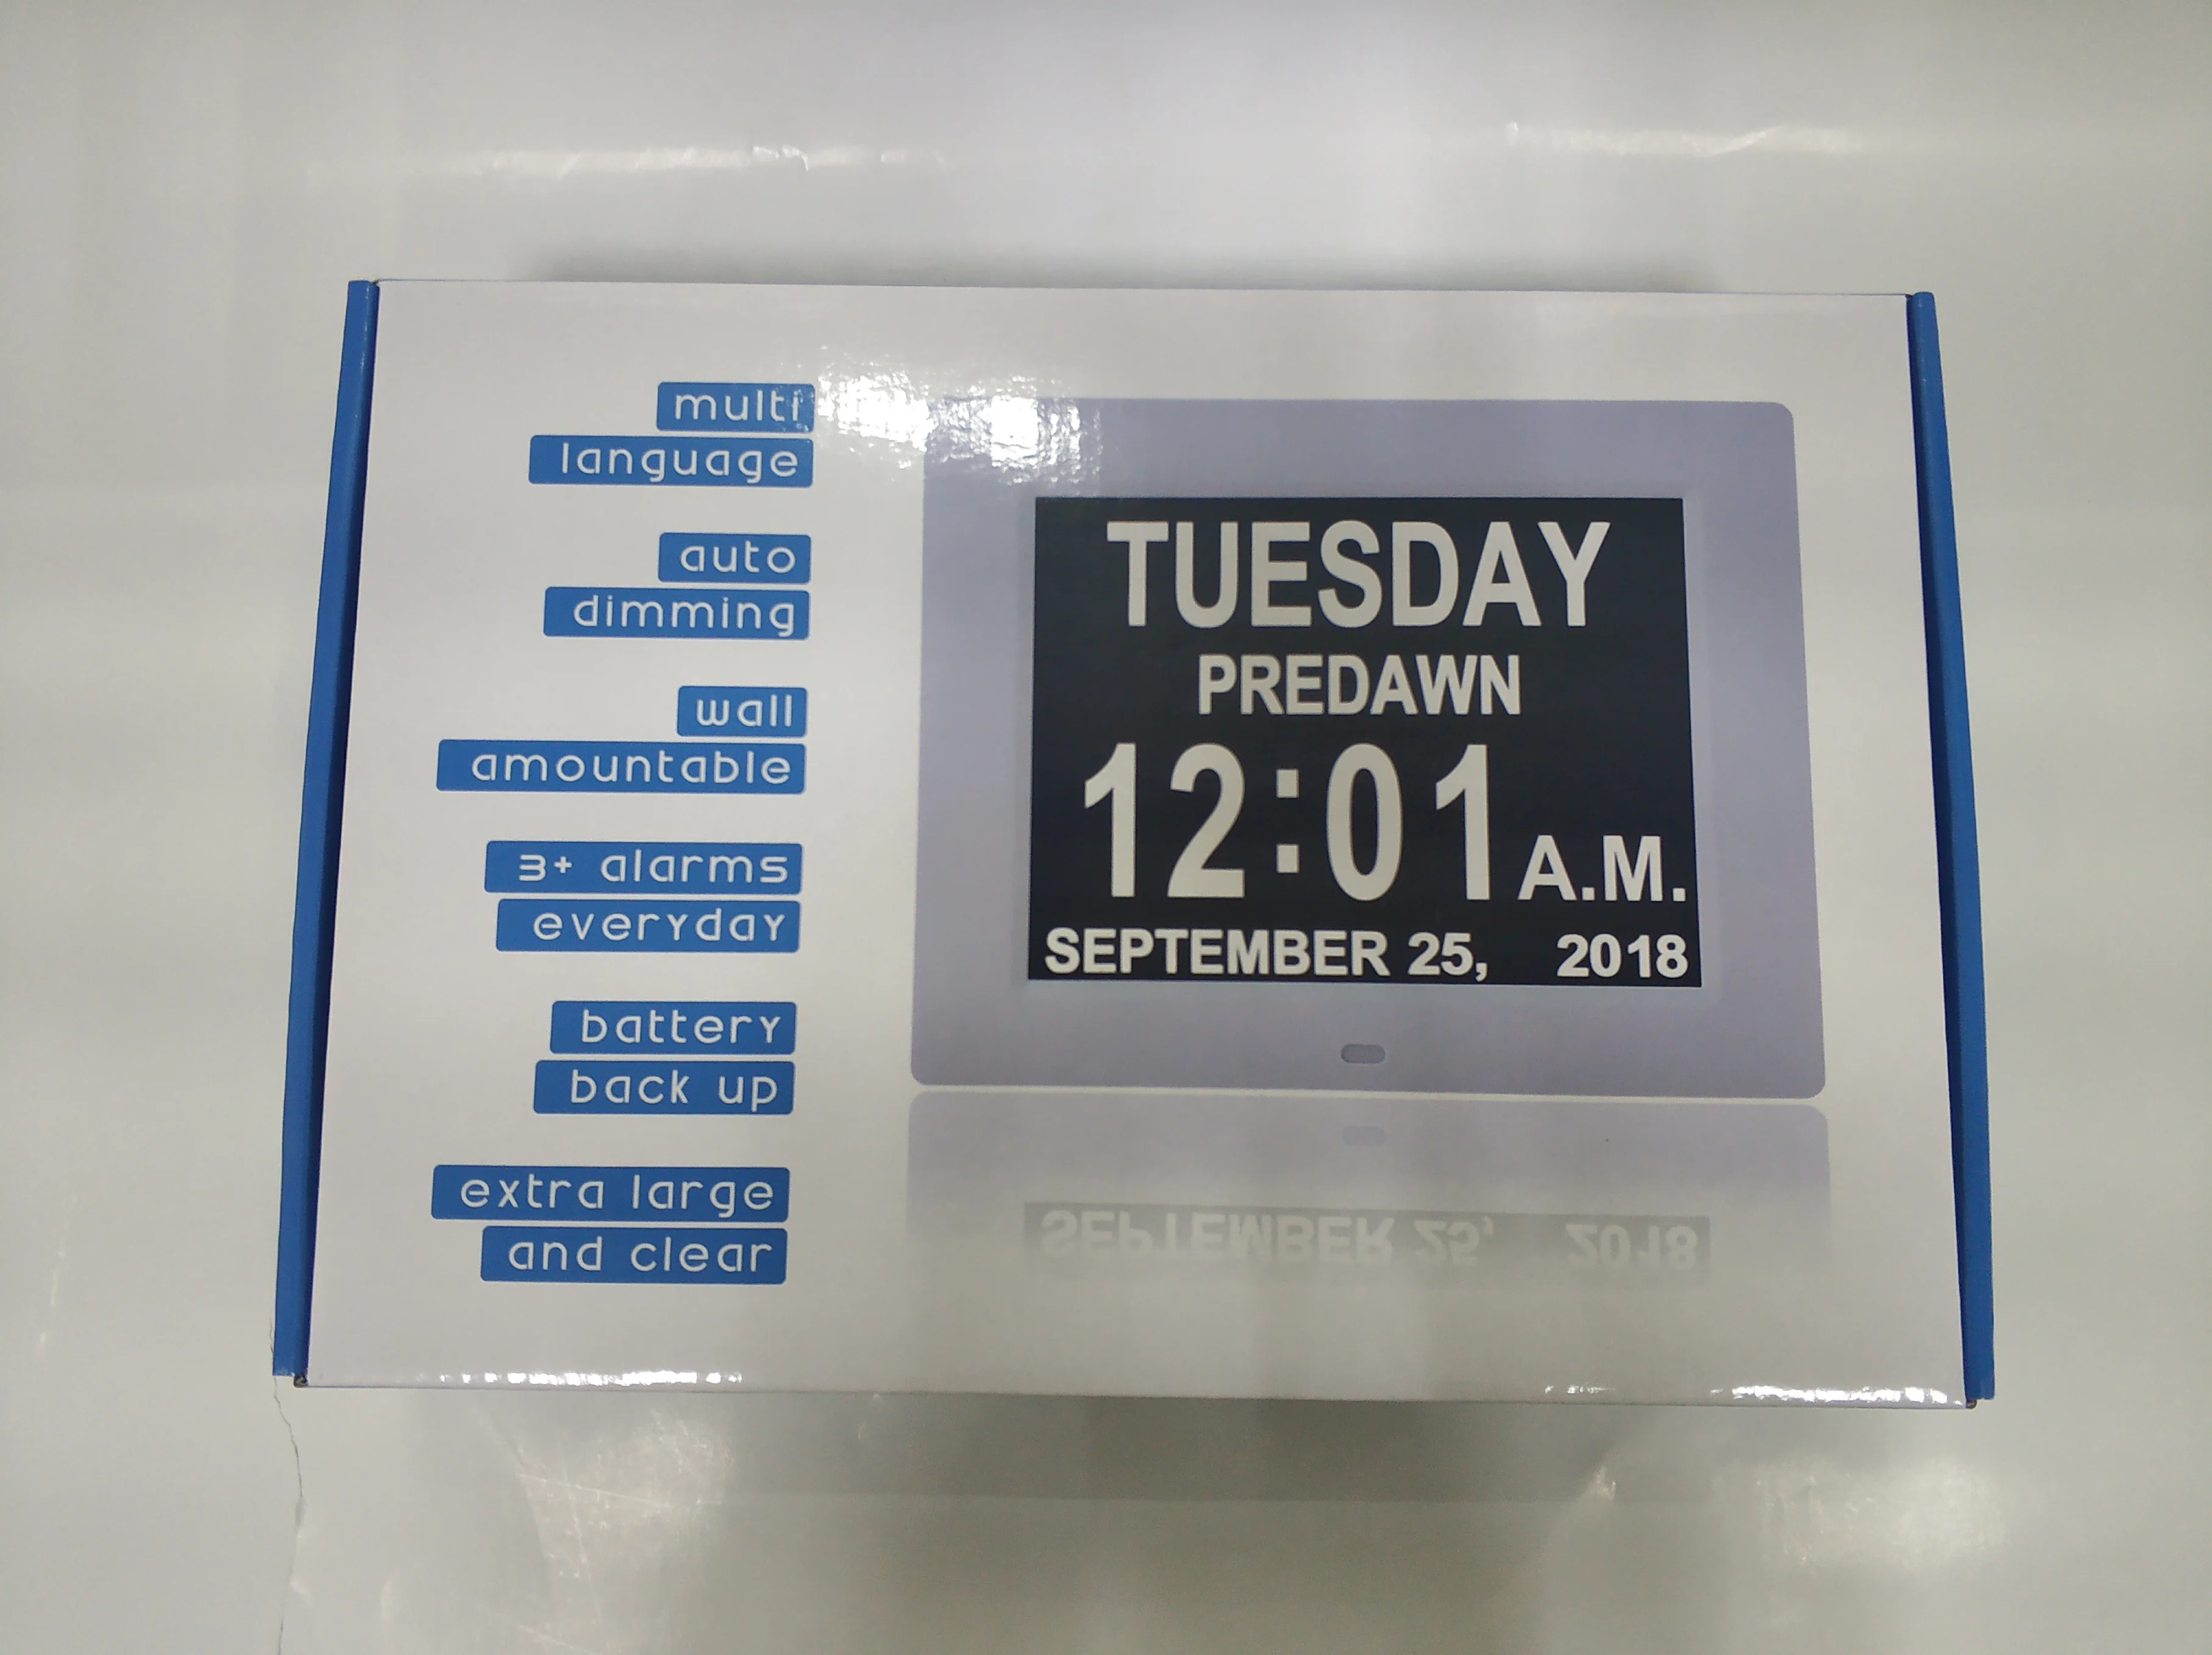 multi
language
auto
dimming
wall
amountable
3+ alarms
everyday
battery
back up
extra large
and clear
TUESDAY
PREDAWN
12:01 A.M.
SEPTEMBER 25, 2018
SEPTEMBER 25, 2018